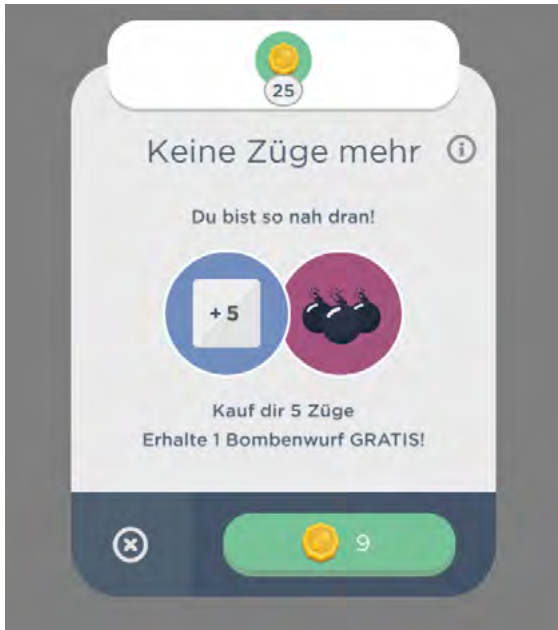 25
Keine Züge mehr
Du bist so nah dran!
+ 5
Kauf dir 5 Züge
Erhalte 1 Bombenwurf GRATIS!
9